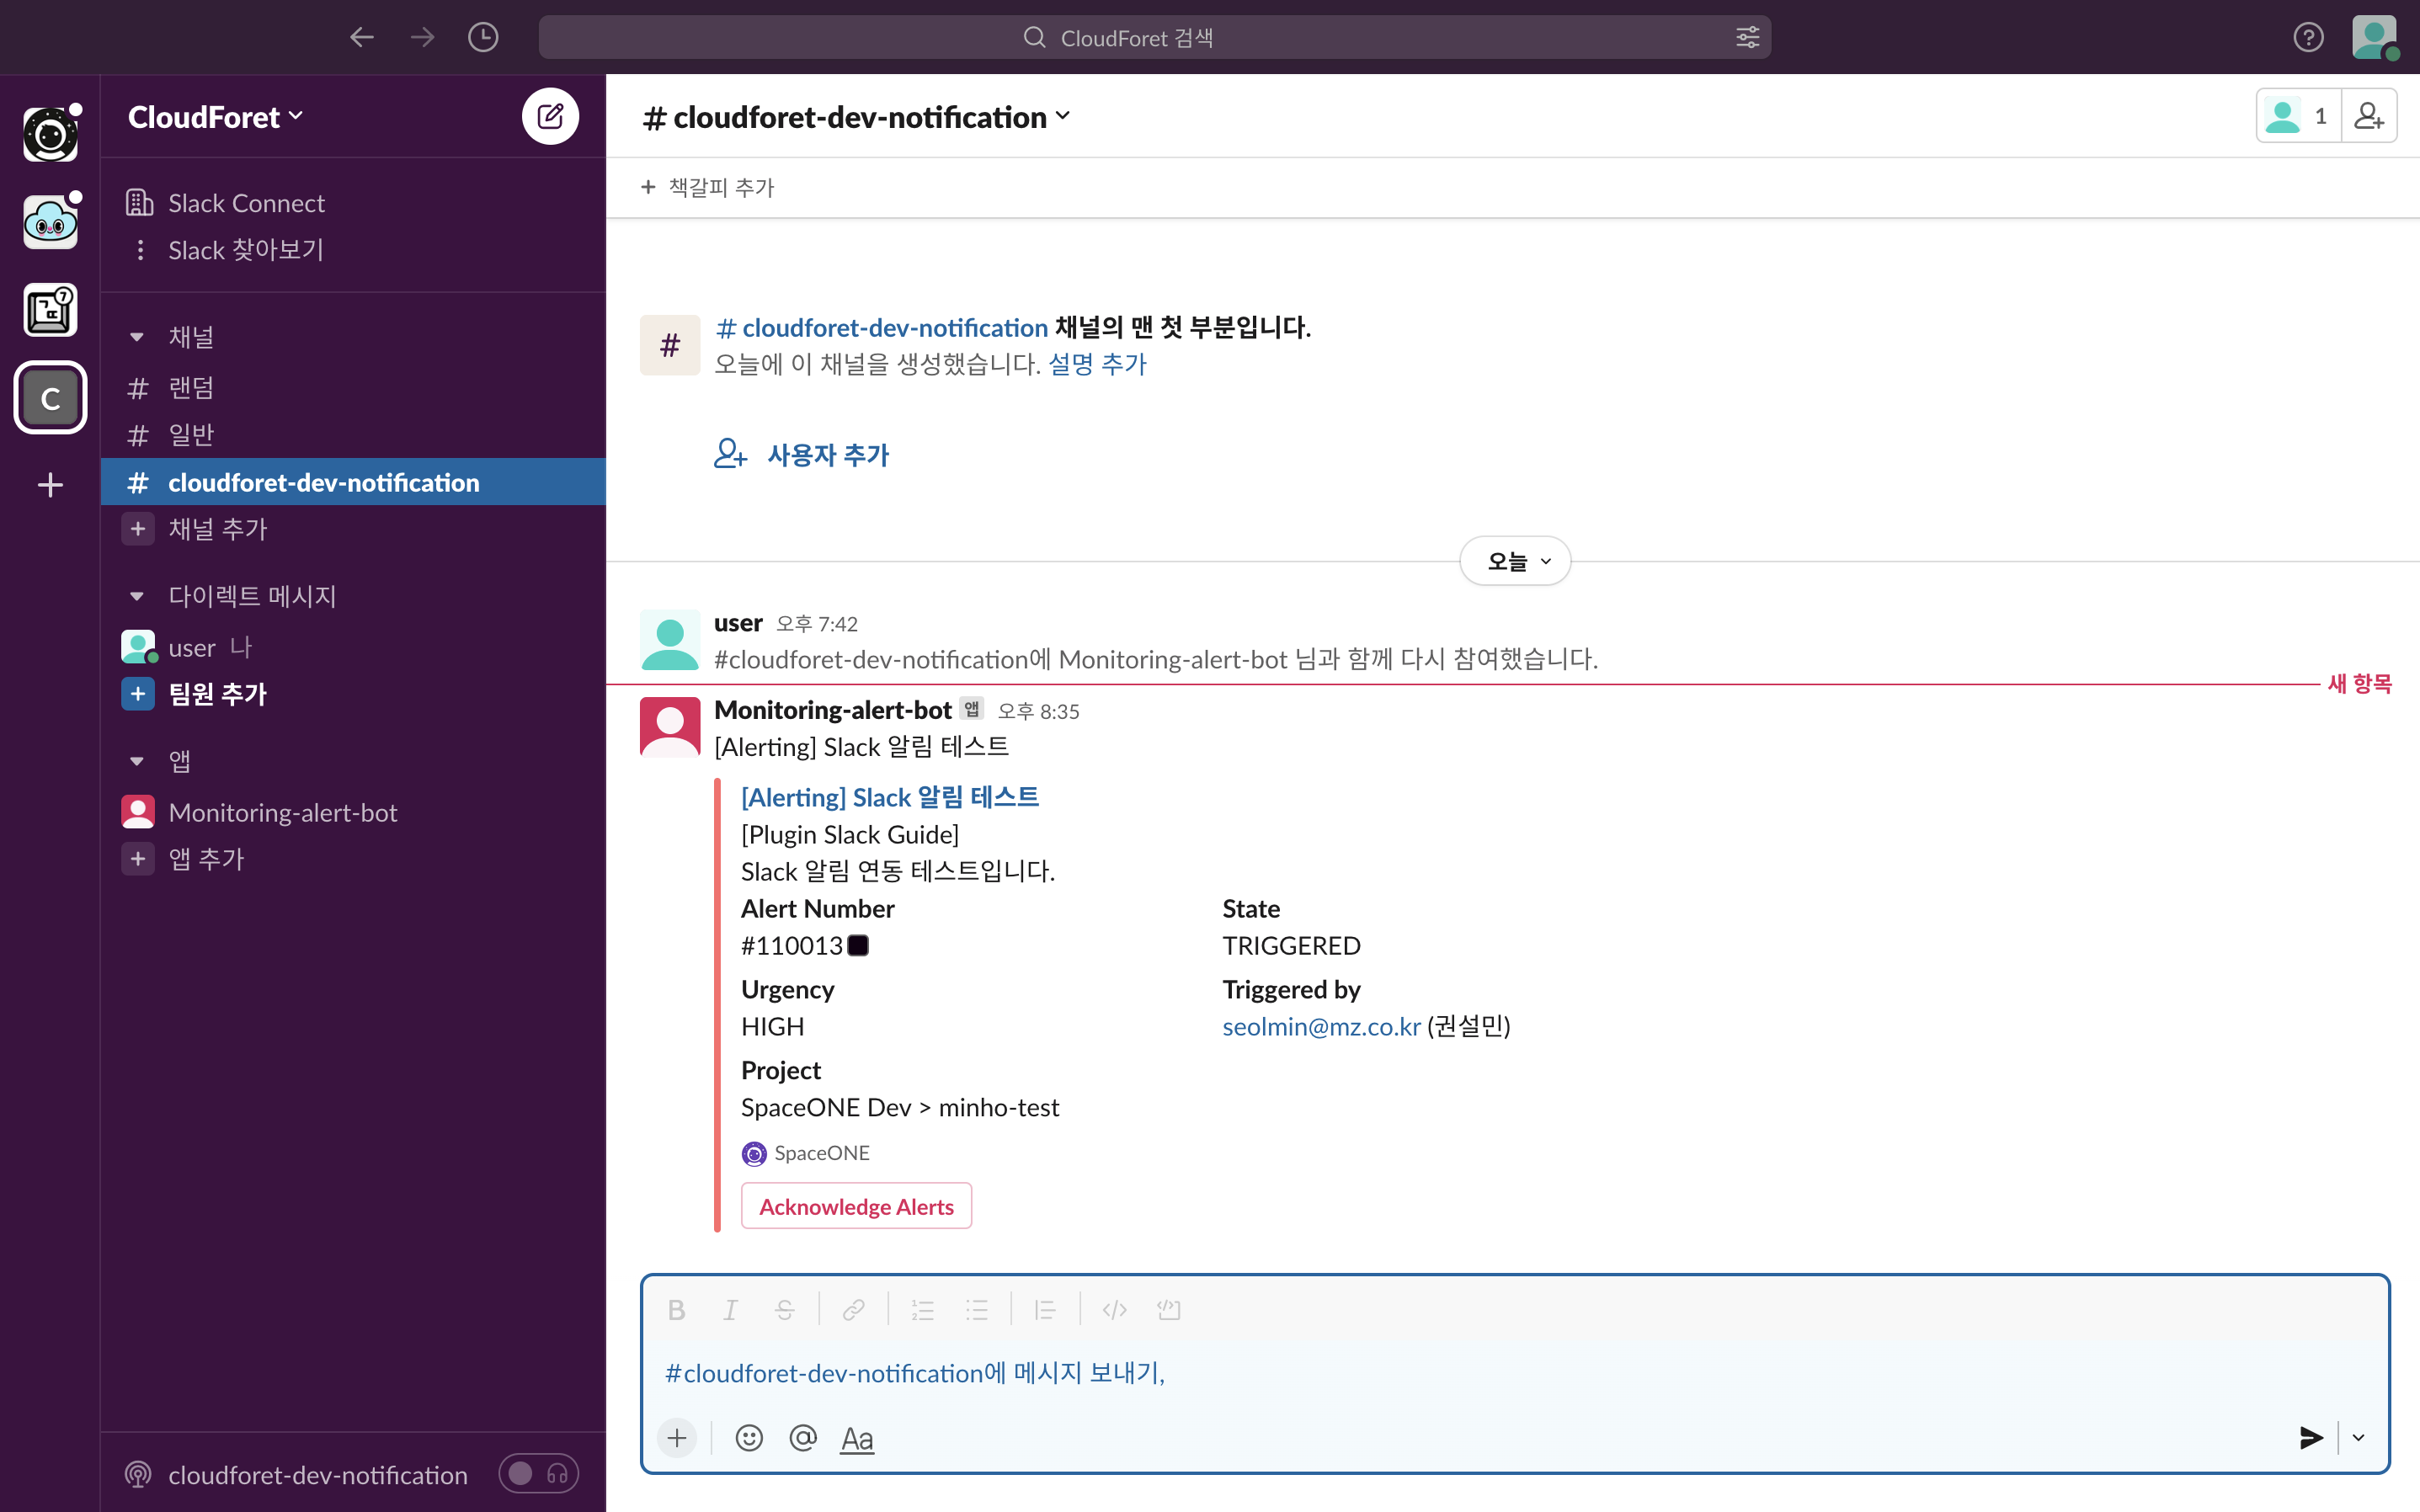 CloudForet 검색
CloudForet
Slack Connect
Slack 찾아보기
채널
# 랜덤
# 일반
# cloudforet-dev-notification
+ 채널 추가
다이렉트 메시지
user 나
+ 팀원 추가
앱
Monitoring-alert-bot
+ 앱 추가
cloudforet-dev-notification
7
C
# cloudforet-dev-notification
1
+ 책갈피 추가
# cloudforet-dev-notification 채널의 맨 첫 부분입니다.
오늘에 이 채널을 생성했습니다. 설명 추가
사용자 추가
오늘
user 오후 7:42
#cloudforet-dev-notification에 Monitoring-alert-bot 님과 함께 다시 참여했습니다.
새 항목
Monitoring-alert-bot 앱 오후 8:35
[Alerting] Slack 알림 테스트
[Alerting] Slack 알림 테스트
[Plugin Slack Guide]
Slack 알림 연동 테스트입니다.
Alert Number State
#110013 TRIGGERED
Urgency Triggered by
HIGH seolmin@mz.co.kr (권설민)
Project
SpaceONE Dev > minho-test
SpaceONE
Acknowledge Alerts
#cloudforet-dev-notification에 메시지 보내기,
Aa